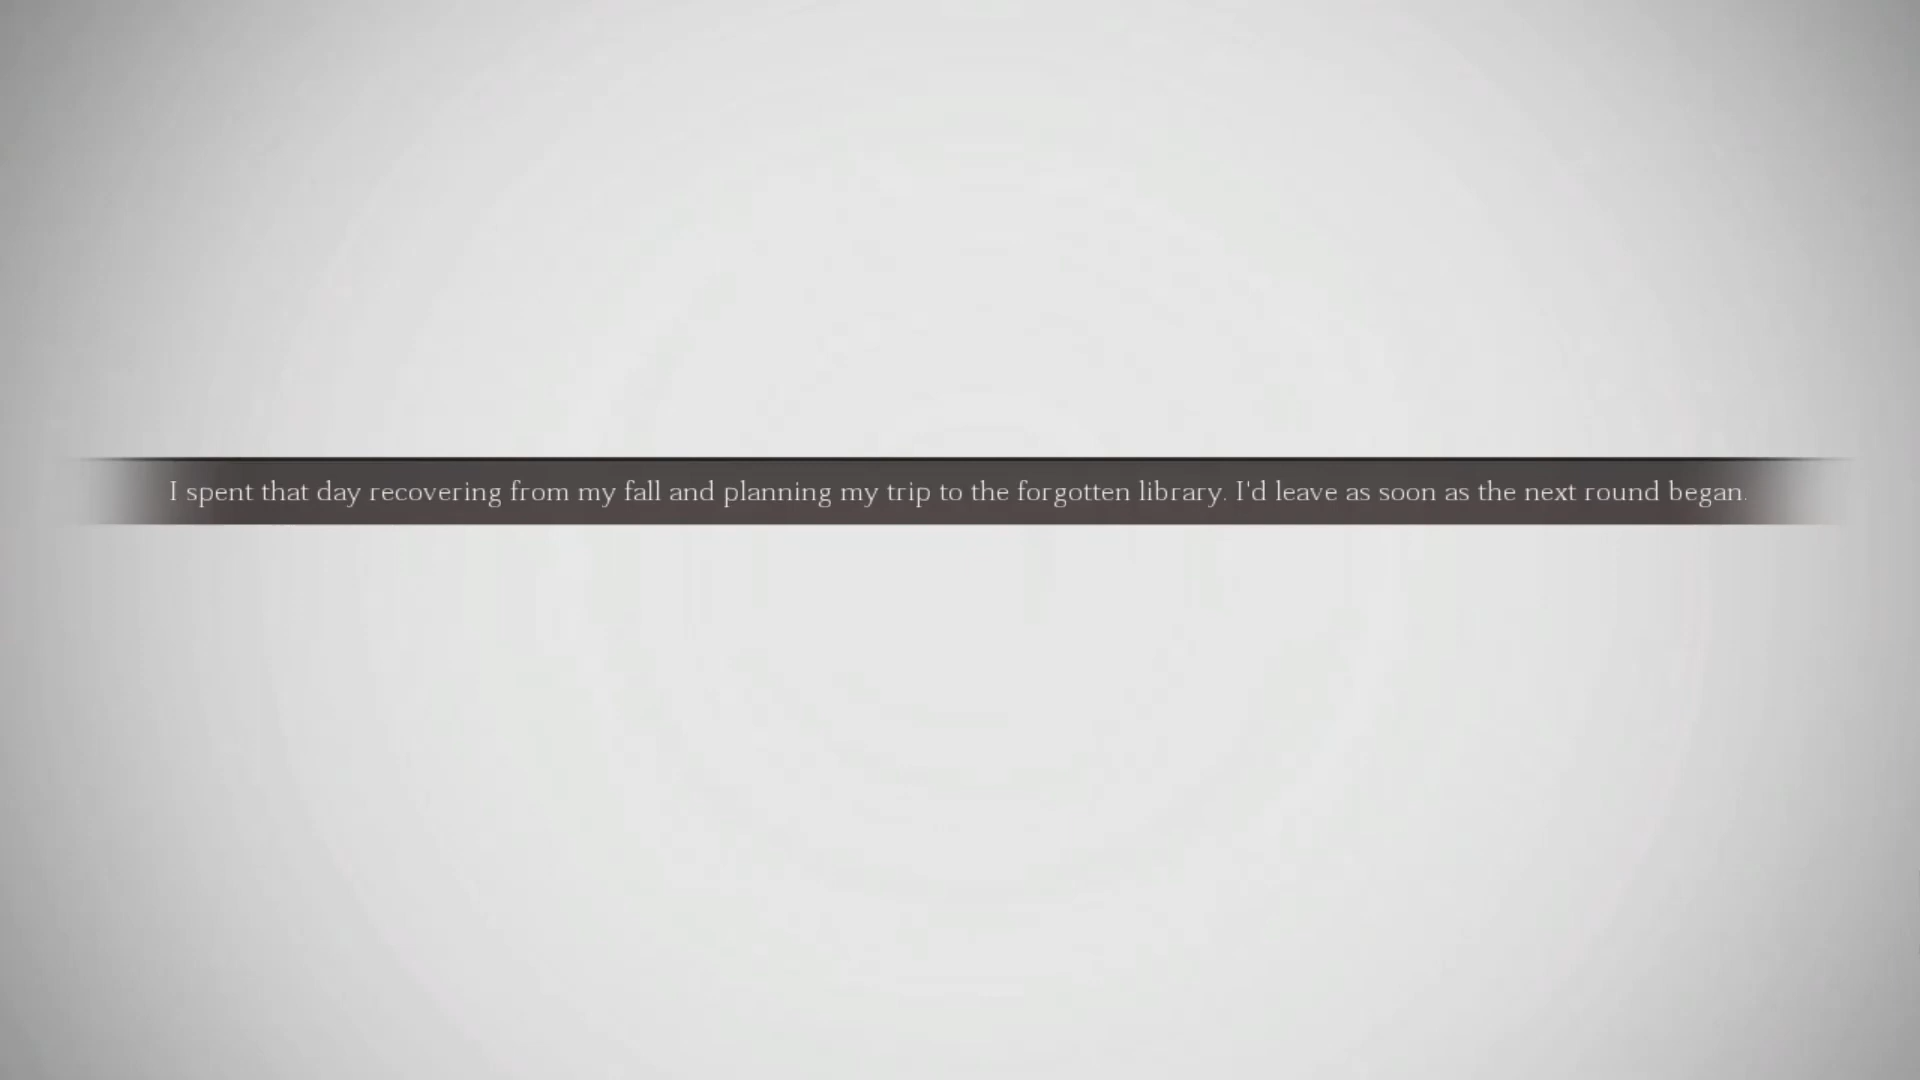 I spent that day recovering from my fall and planning my trip to the forgotten library. I'd leave as soon as the next round began.